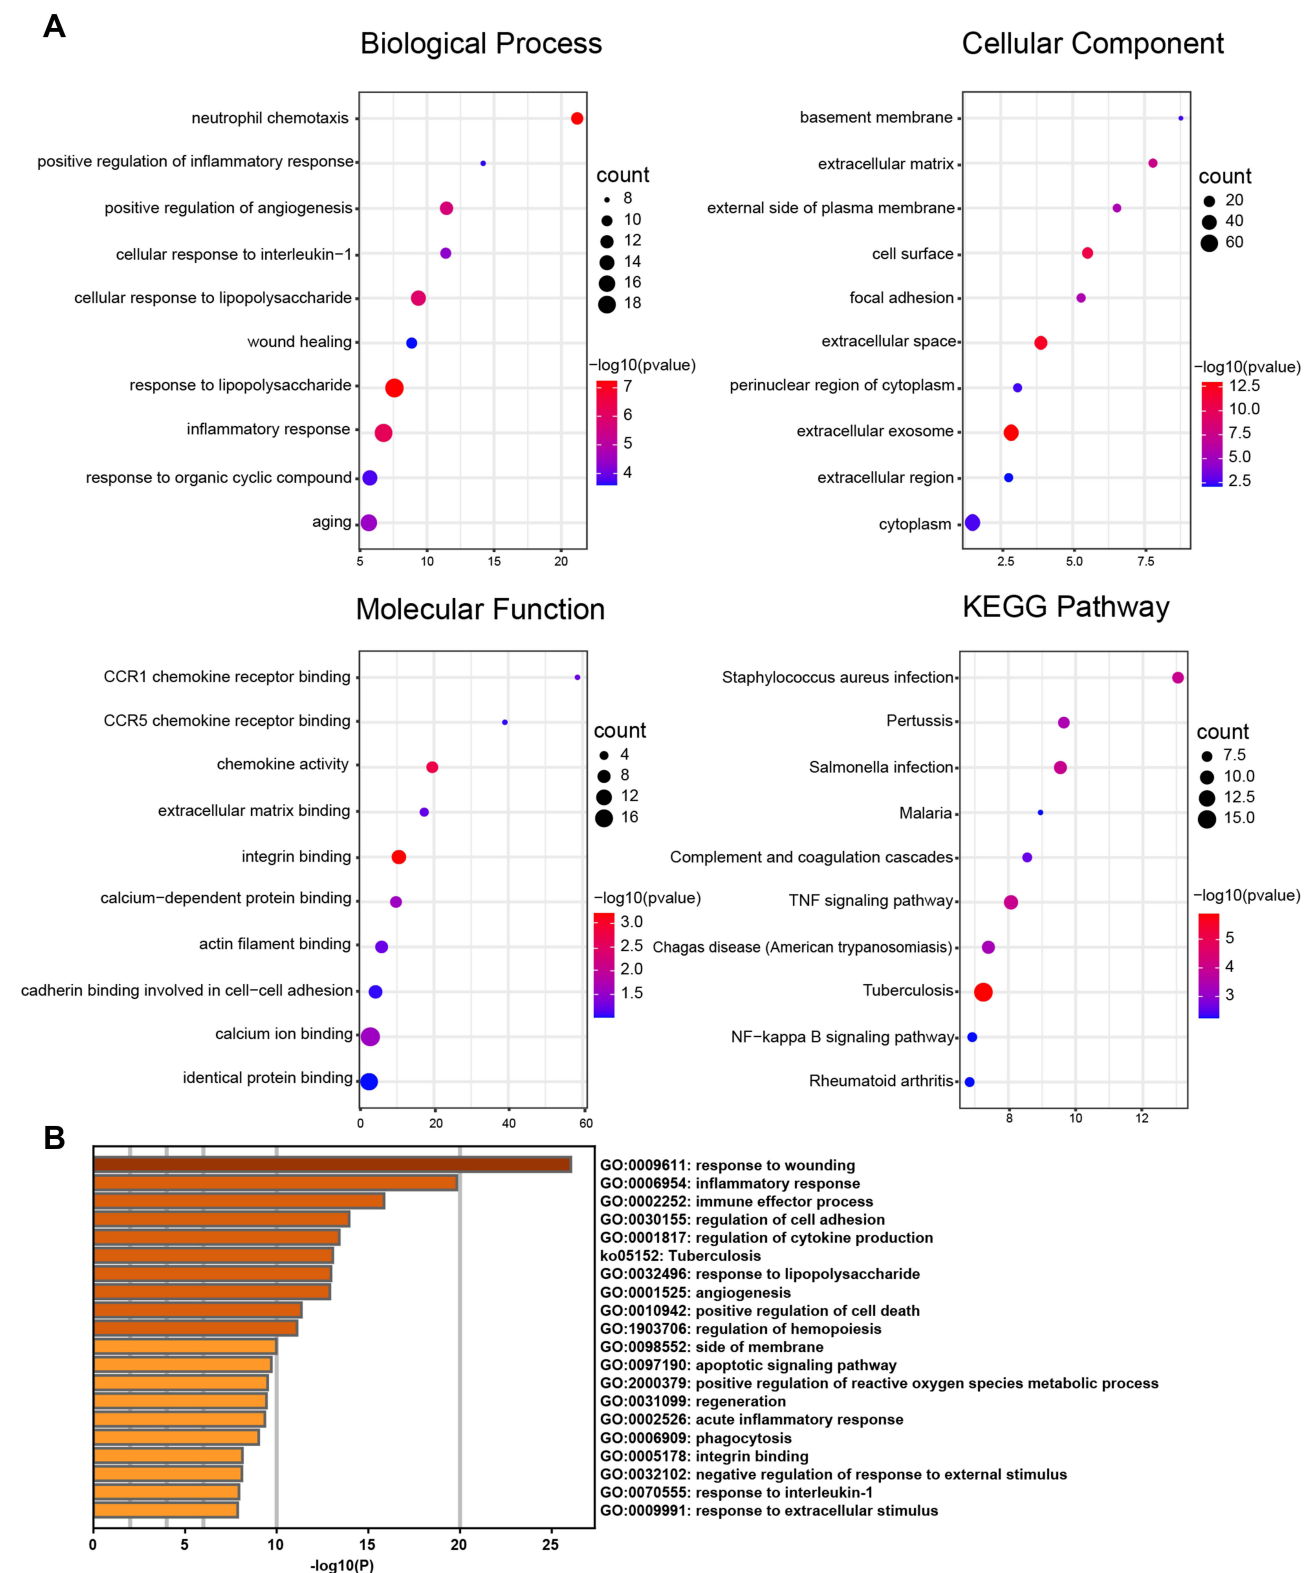 A
Biological Process
neutrophil chemotaxis
positive regulation of inflammatory response
positive regulation of angiogenesis
cellular response to interleukin−1
cellular response to lipopolysaccharide
wound healing
response to lipopolysaccharide
inflammatory response
response to organic cyclic compound
aging
5 10 15 20
count
8
10
12
14
16
18
−log10(pvalue)
7
6
5
4
Cellular Component
basement membrane
extracellular matrix
external side of plasma membrane
cell surface
focal adhesion
extracellular space
perinuclear region of cytoplasm
extracellular exosome
extracellular region
cytoplasm
2.5 5.0 7.5
count
20
40
60
−log10(pvalue)
12.5
10.0
7.5
5.0
2.5
Molecular Function
CCR1 chemokine receptor binding
CCR5 chemokine receptor binding
chemokine activity
extracellular matrix binding
integrin binding
calcium−dependent protein binding
actin filament binding
cadherin binding involved in cell−cell adhesion
calcium ion binding
identical protein binding
0 20 40 60
count
4
8
12
16
−log10(pvalue)
3.0
2.5
2.0
1.5
KEGG Pathway
Staphylococcus aureus infection
Pertussis
Salmonella infection
Malaria
Complement and coagulation cascades
TNF signaling pathway
Chagas disease (American trypanosomiasis)
Tuberculosis
NF−kappa B signaling pathway
Rheumatoid arthritis
8 10 12
count
7.5
10.0
12.5
15.0
−log10(pvalue)
5
4
3
B
GO:0009611: response to wounding
GO:0006954: inflammatory response
GO:0002252: immune effector process
GO:0030155: regulation of cell adhesion
GO:0001817: regulation of cytokine production
ko05152: Tuberculosis
GO:0032496: response to lipopolysaccharide
GO:0001525: angiogenesis
GO:0010942: positive regulation of cell death
GO:1903706: regulation of hemopoiesis
GO:0098552: side of membrane
GO:0097190: apoptotic signaling pathway
GO:2000379: positive regulation of reactive oxygen species metabolic process
GO:0031099: regeneration
GO:0002526: acute inflammatory response
GO:0006909: phagocytosis
GO:0005178: integrin binding
GO:0032102: negative regulation of response to external stimulus
GO:0070555: response to interleukin-1
GO:0009991: response to extracellular stimulus
0 5 10 15 20 25
-log10(P)